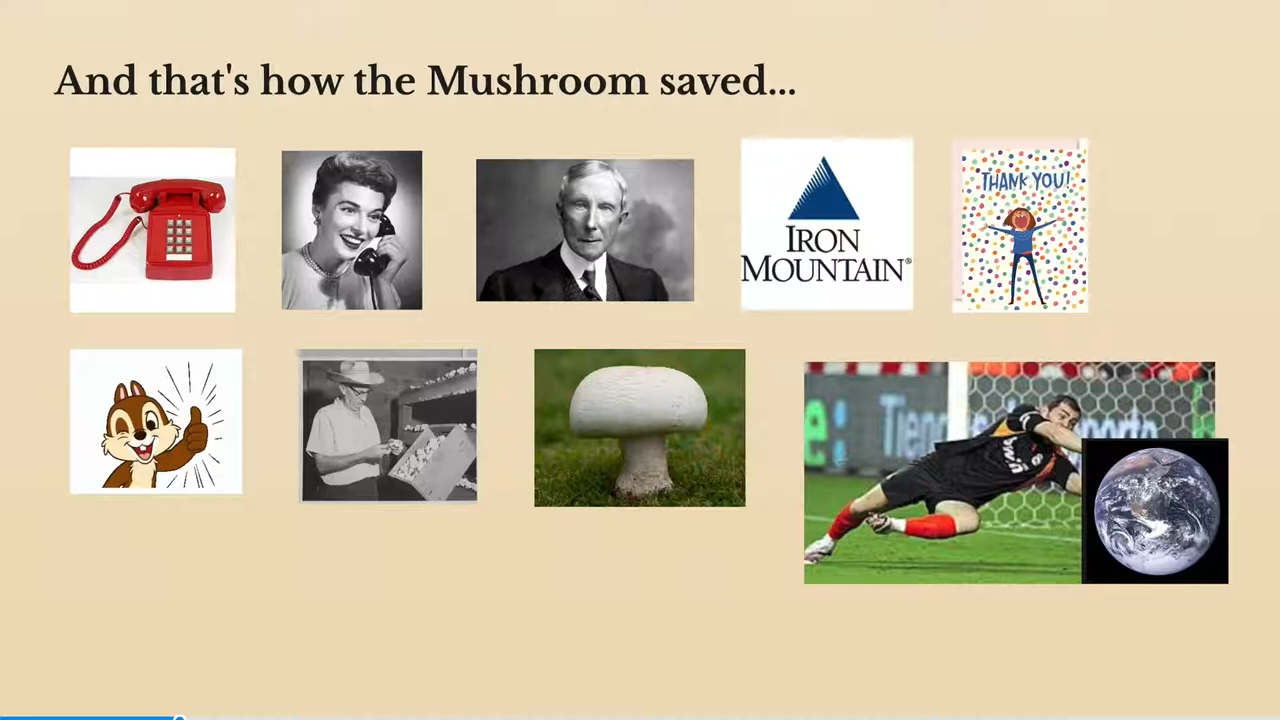 And that's how the Mushroom saved...
IRON
MOUNTAIN®
THANK YOU!
e: